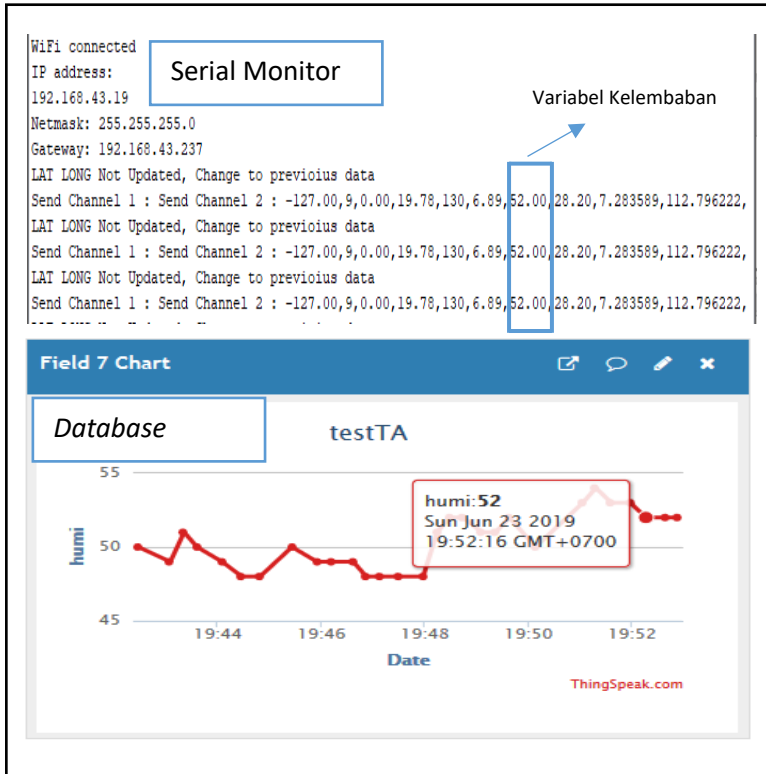 WiFi connected
IP address:
Serial Monitor
192.168.43.19
Variabel Kelembaban
Netmask: 255.255.255.0
Gateway: 192.168.43.237
LAT LONG Not Updated, Change to previoius data
Send Channel 1 : Send Channel 2 : -127.00,9,0.00,19.78,130,6.89,52.00,28.20,7.283589,112.796222,
LAT LONG Not Updated, Change to previoius data
Send Channel 1 : Send Channel 2 : -127.00,9,0.00,19.78,130,6.89,52.00,28.20,7.283589,112.796222,
LAT LONG Not Updated, Change to previoius data
Send Channel 1 : Send Channel 2 : -127.00,9,0.00,19.78,130,6.89,52.00,28.20,7.283589,112.796222,
Field 7 Chart
Database
testTA
55
50
45
humi
humi:52
Sun Jun 23 2019
19:52:16 GMT+0700
19:44 19:46 19:48 19:50 19:52
Date
ThingSpeak.com